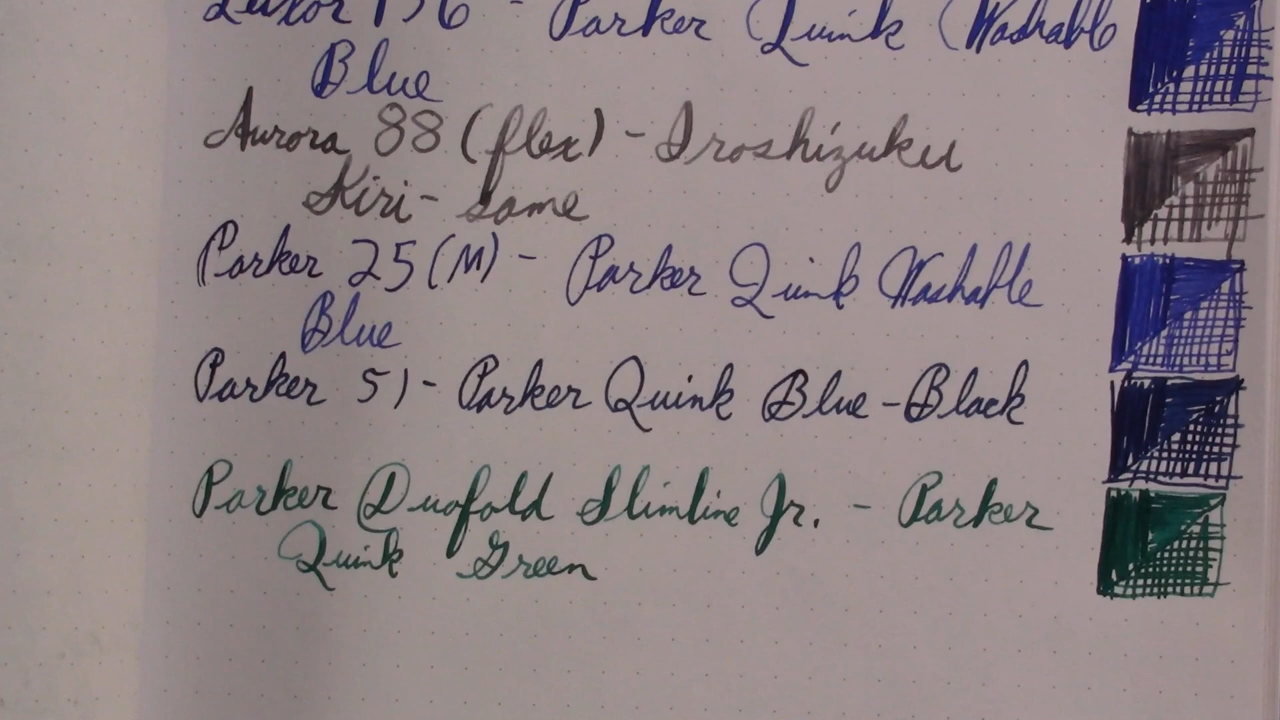 Parker Quink (Washable
Blue
Aurora 88 (flex) - Iroshizuku
Kiri-same
Parker 25 (M) - Parker Quink Washable
Blue
Parker 51 - Parker Quink Blue-Black
Parker Duofold Slimline Jr. - Parker
Quink Green